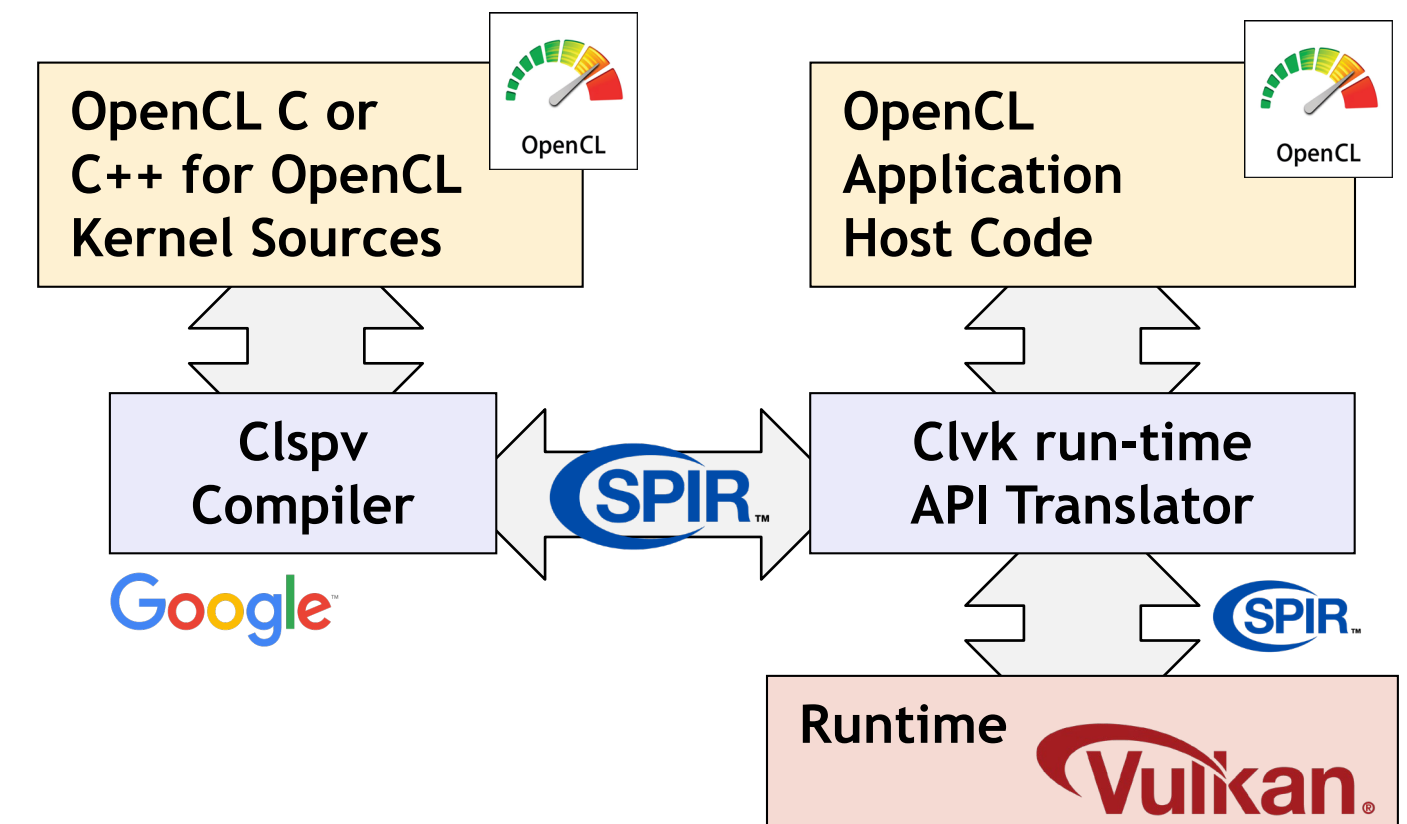 OpenCL C or
C++ for OpenCL
Kernel Sources
OpenCL
OpenCL
Application
Host Code
OpenCL
Clspv
Compiler
SPIR™
Clvk run-time
API Translator
Google™
SPIR™
Runtime
Vulkan®